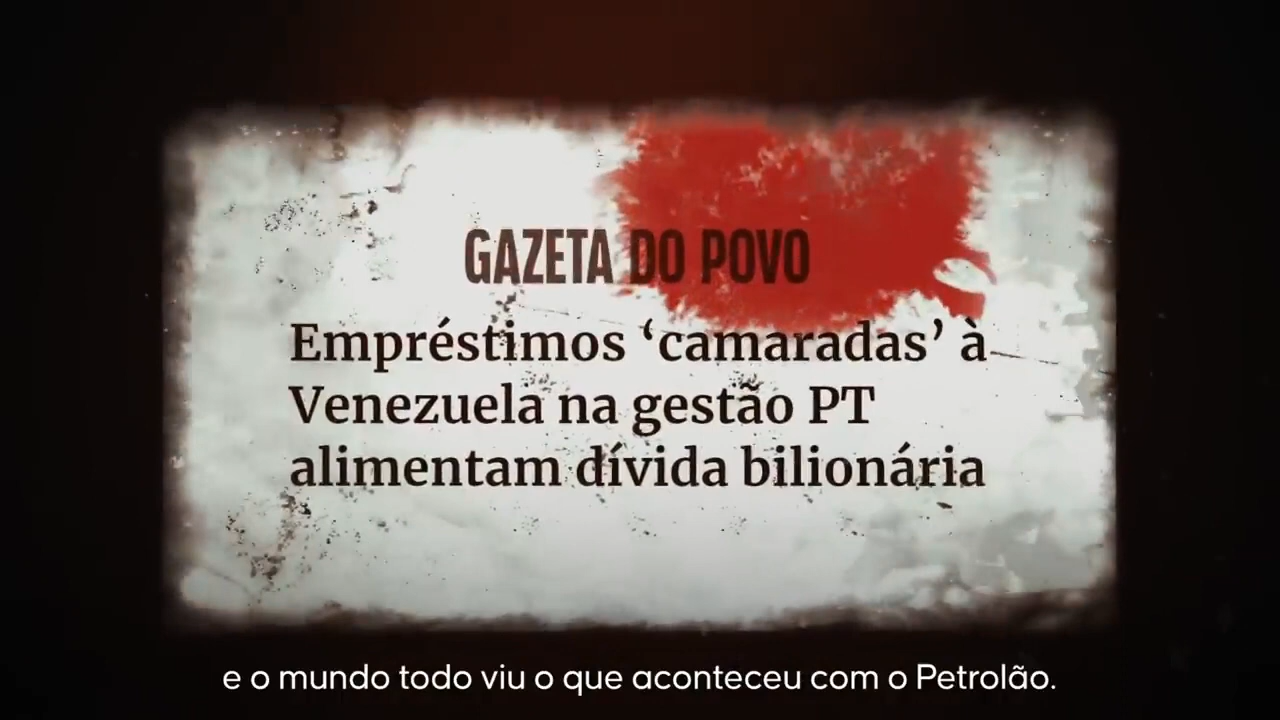 GAZETA DO POVO
Empréstimos ‘camaradas’ à
Venezuela na gestão PT
alimentam dívida bilionária
e o mundo todo viu o que aconteceu com o Petrolão.